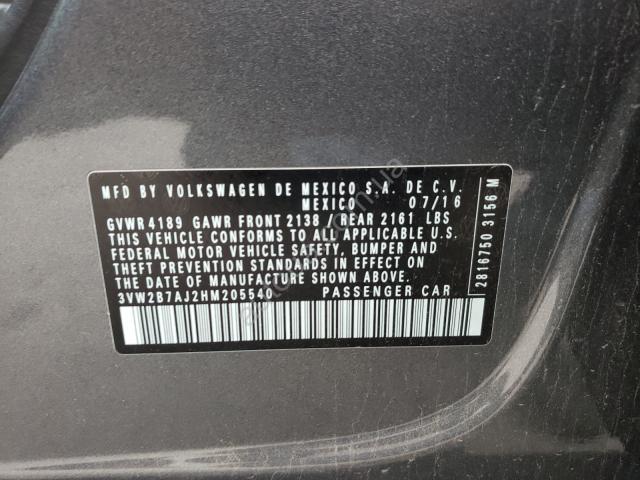 MFD BY VOLKSWAGEN DE MEXICO S.A. DE C.V.
MEXICO 07/16
GVWR 4189 GAWR FRONT 2138 / REAR 2161 LBS
THIS VEHICLE CONFORMS TO ALL APPLICABLE U.S.
FEDERAL MOTOR VEHICLE SAFETY, BUMPER AND
THEFT PREVENTION STANDARDS IN EFFECT ON
THE DATE OF MANUFACTURE SHOWN ABOVE.
3VW2B7AJ2HM205540 PASSENGER CAR
2816750 3156 M